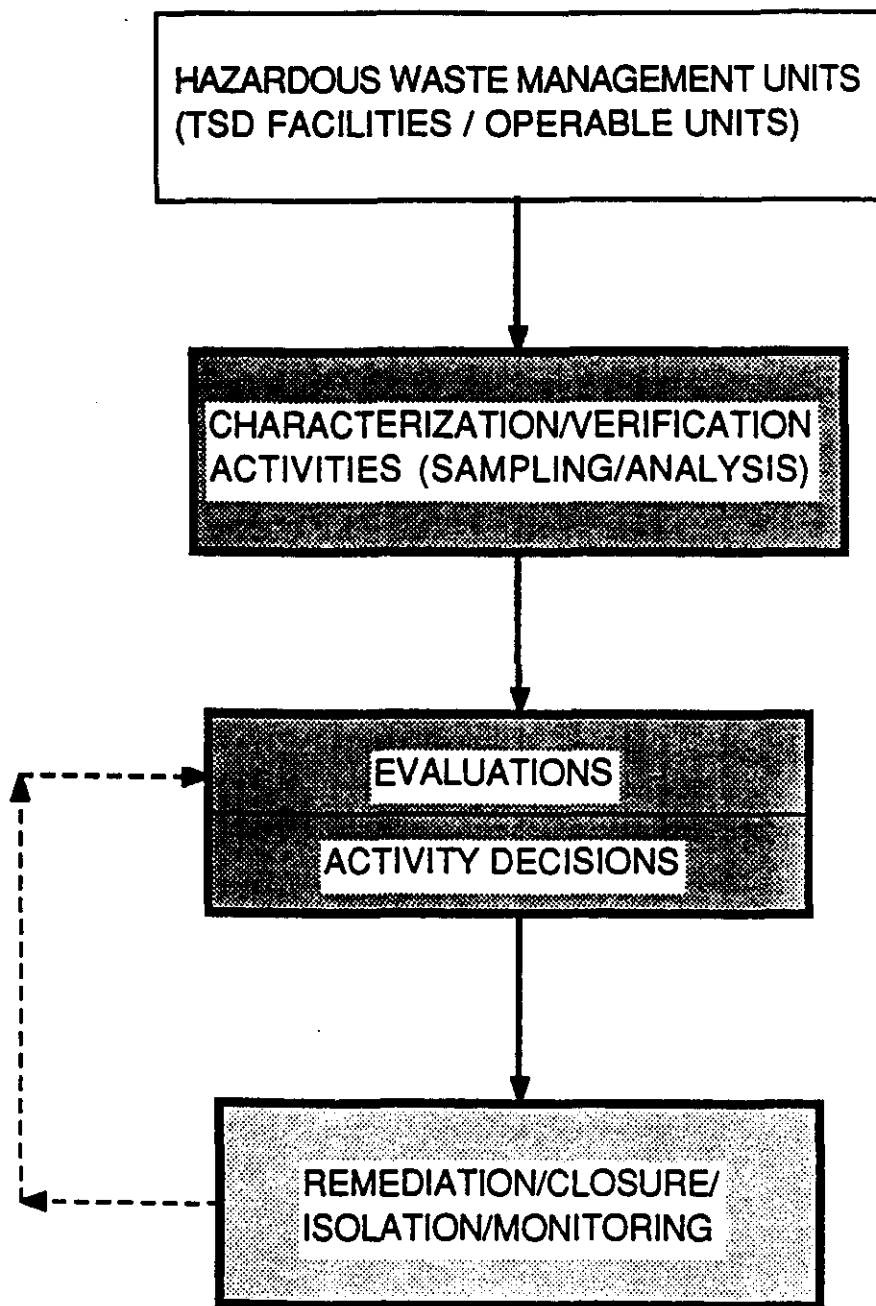 HAZARDOUS WASTE MANAGEMENT UNITS
(TSD FACILITIES / OPERABLE UNITS)
CHARACTERIZATION/VERIFICATION
ACTIVITIES (SAMPLING/ANALYSIS)
EVALUATIONS
ACTIVITY DECISIONS
REMEDIATION/CLOSURE/
ISOLATION/MONITORING